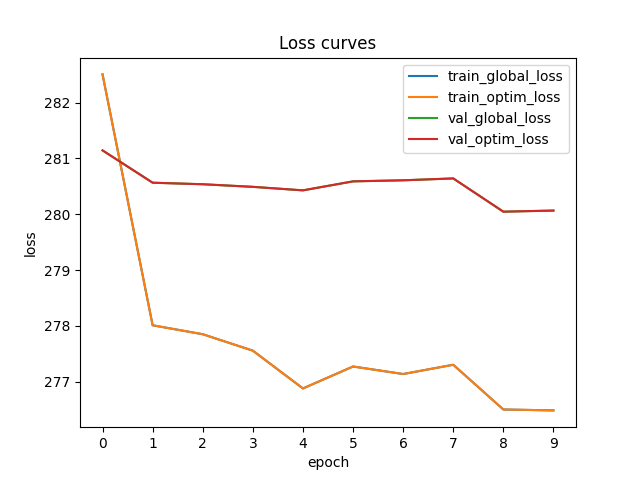 Loss curves
train_global_loss
train_optim_loss
val_global_loss
val_optim_loss
282
281
280
279
278
277
loss
0 1 2 3 4 5 6 7 8 9
epoch